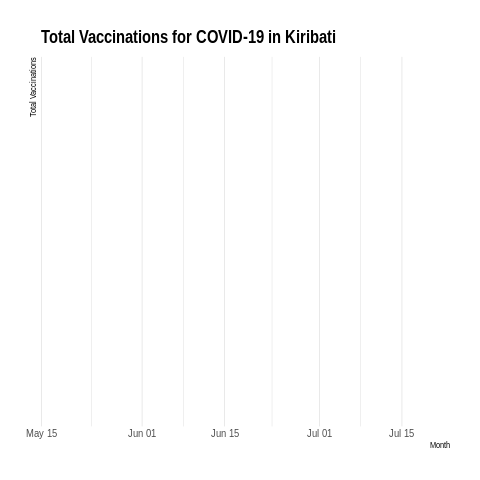 Total Vaccinations for COVID-19 in Kiribati
Total Vaccinations
May 15 Jun 01 Jun 15 Jul 01 Jul 15
Month